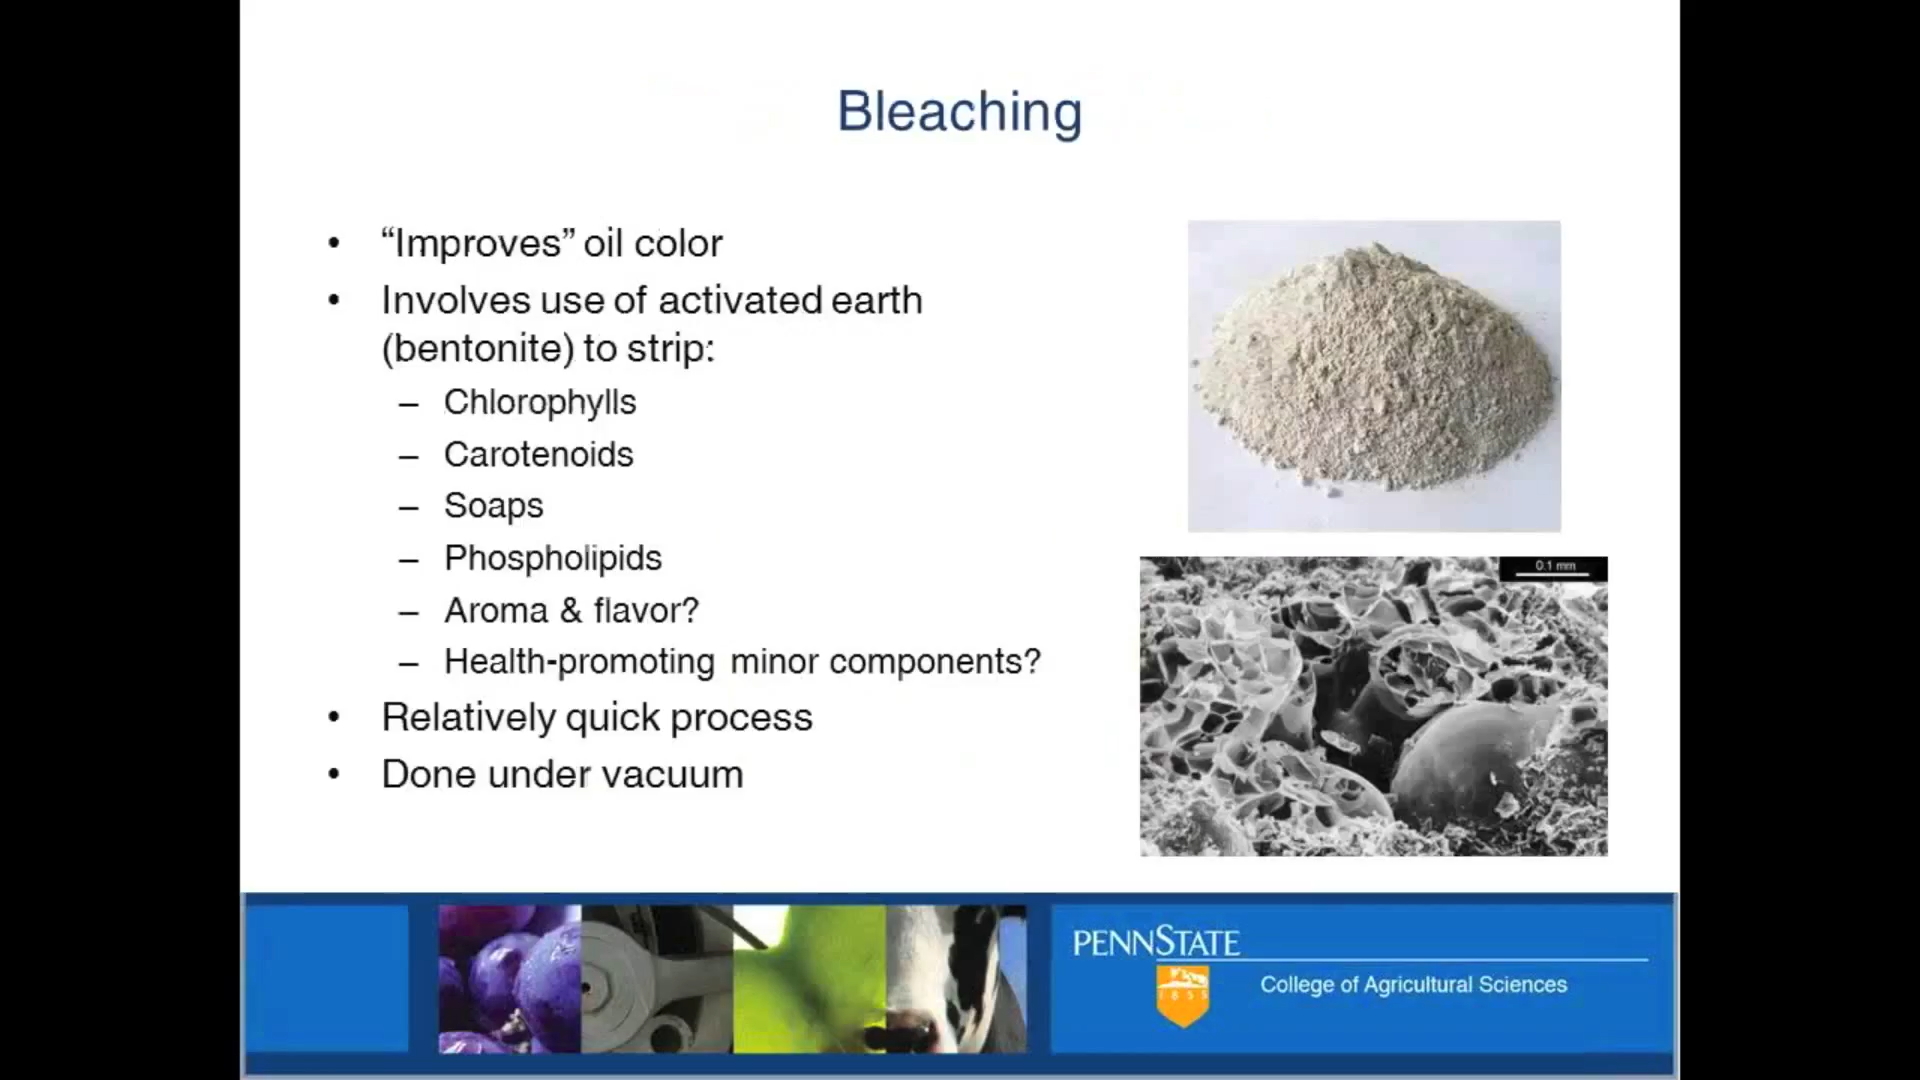 Bleaching
• “Improves” oil color
• Involves use of activated earth
(bentonite) to strip:
– Chlorophylls
– Carotenoids
– Soaps
– Phospholipids
– Aroma & flavor?
– Health-promoting minor components?
• Relatively quick process
• Done under vacuum
0.1 mm
PENNSTATE
1855
College of Agricultural Sciences